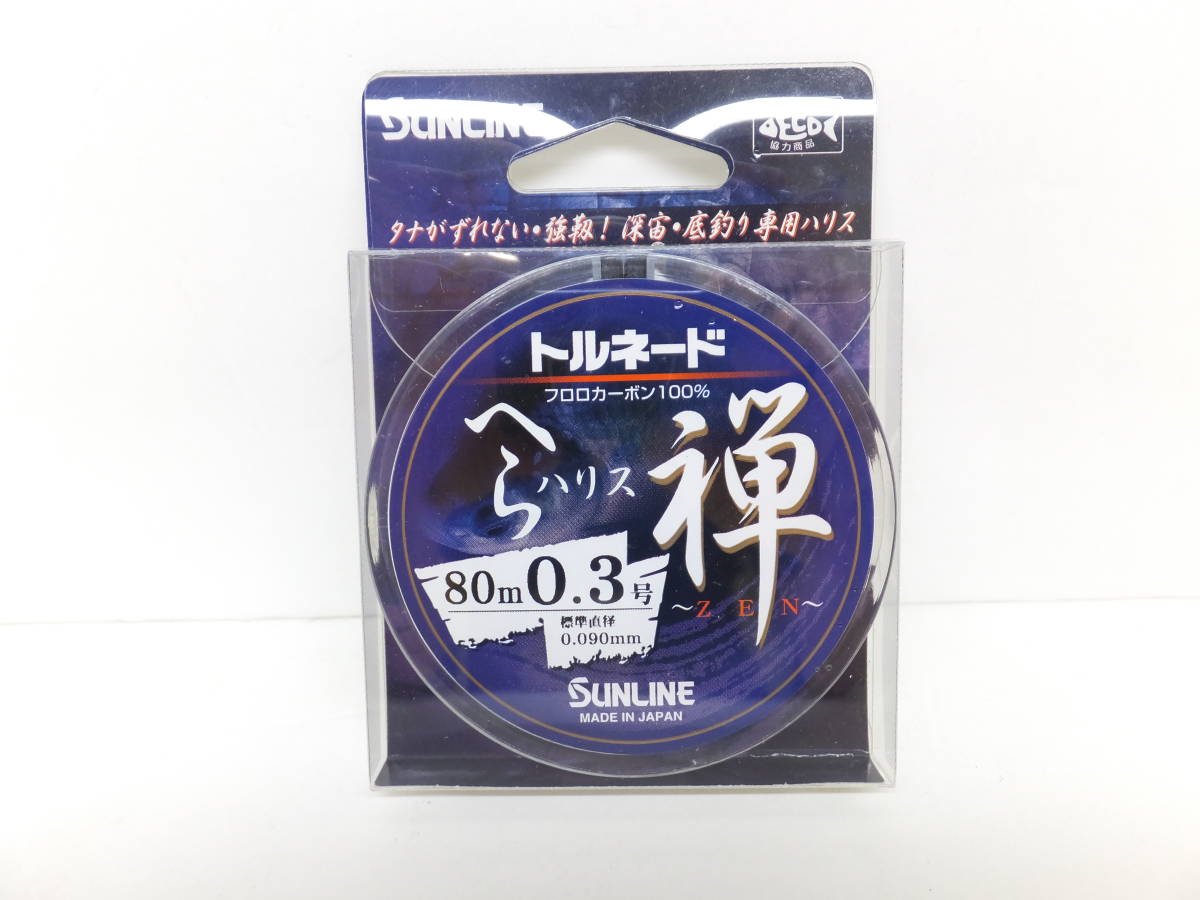 SUNLINE
協力商品
タナがずれない・強靱！深宙・底釣り専用ハリス
トルネード
フロロカーボン100%
へらハリス 禅
～ZEN～
80m 0.3号
標準直径
0.090mm
SUNLINE
MADE IN JAPAN